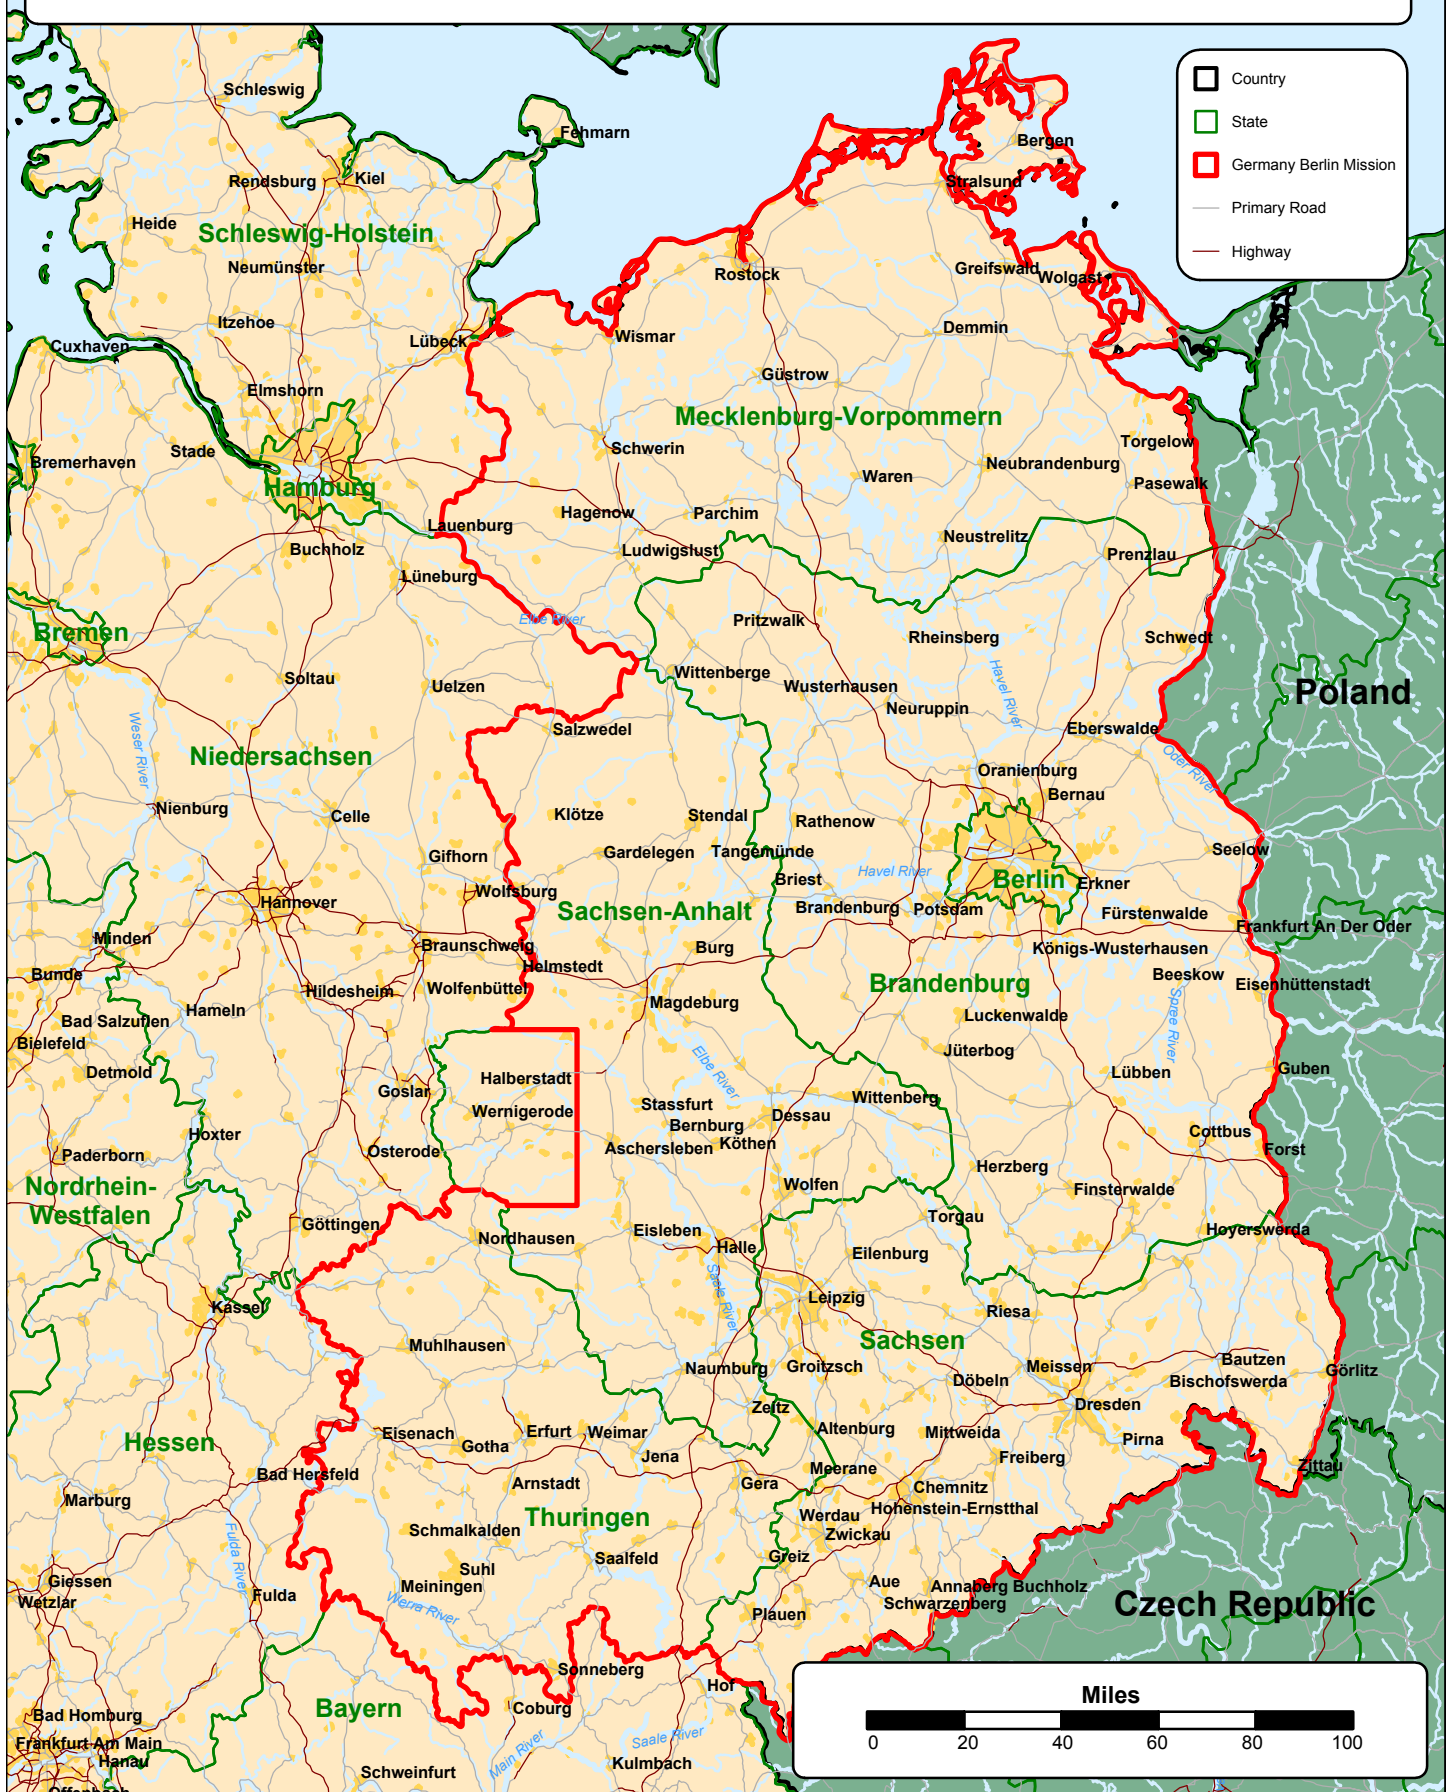 Country
State
Germany Berlin Mission
Primary Road
Highway
Schleswig
Fehmarn
Bergen
Rendsburg
Kiel
Stralsund
Heide
Schleswig-Holstein
Neumünster
Rostock
Greifswald
Wolgast
Itzehoe
Lübeck
Wismar
Demmin
Cuxhaven
Güstrow
Elmshorn
Mecklenburg-Vorpommern
Torgelow
Stade
Schwerin
Bremerhaven
Neubrandenburg
Waren
Pasewalk
Hamburg
Hagenow
Parchim
Lauenburg
Neustrelitz
Buchholz
Ludwigslust
Prenzlau
Lüneburg
Elbe River
Pritzwalk
Bremen
Rheinsberg
Schwedt
Soltau
Uelzen
Wittenberge
Wusterhausen
Havel River
Poland
Neuruppin
Salzwedel
Eberswalde
Weser River
Niedersachsen
Oder River
Oranienburg
Bernau
Nienburg
Celle
Klötze
Stendal
Rathenow
Gifhorn
Gardelegen
Tangemünde
Seelow
Havel River
Briest
Berlin
Erkner
Wolfsburg
Hannover
Sachsen-Anhalt
Brandenburg
Potsdam
Fürstenwalde
Frankfurt An Der Oder
Minden
Braunschweig
Burg
Königs-Wusterhausen
Bunde
Helmstedt
Beeskow
Hildesheim
Wolfenbüttel
Brandenburg
Eisenhüttenstadt
Hameln
Magdeburg
Luckenwalde
Spree River
Bad Salzuflen
Bielefeld
Jüterbog
Detmold
Halberstadt
Elbe River
Lübben
Guben
Goslar
Wernigerode
Stassfurt
Wittenberg
Bernburg
Dessau
Hoxter
Cottbus
Paderborn
Osterode
Aschersleben
Köthen
Forst
Herzberg
Nordrhein-
Westfalen
Wolfen
Finsterwalde
Göttingen
Torgau
Eisleben
Hoyerswerda
Nordhausen
Halle
Eilenburg
Saale River
Kassel
Leipzig
Riesa
Muhlhausen
Sachsen
Naumburg
Groitzsch
Meissen
Bautzen
Görlitz
Döbeln
Bischofswerda
Zeitz
Dresden
Eisenach
Erfurt
Weimar
Altenburg
Mittweida
Pirna
Hessen
Gotha
Jena
Freiberg
Bad Hersfeld
Meerane
Zittau
Arnstadt
Gera
Chemnitz
Marburg
Hohenstein-Ernstthal
Thuringen
Werdau
Schmalkalden
Zwickau
Fulda River
Saalfeld
Greiz
Suhl
Giessen
Meiningen
Aue
Annaberg Buchholz
Wetzlar
Fulda
Werra River
Schwarzenberg
Czech Republic
Plauen
Sonneberg
Hof
Bayern
Coburg
Bad Homburg
Saale River
Main River
Frankfurt Am Main
Hanau
Kulmbach
Schweinfurt
Offenbach
Miles
0 20 40 60 80 100